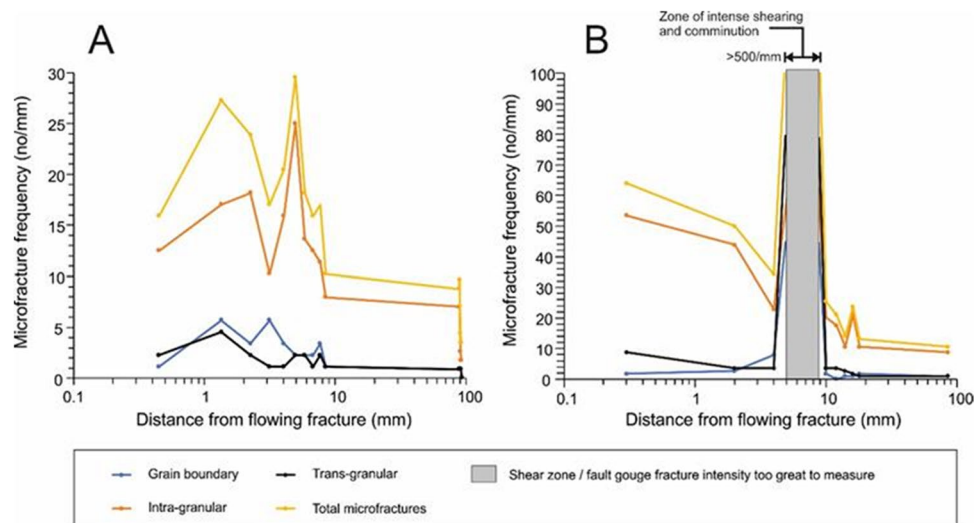 A
30
25
20
15
10
5
0
Microfracture frequency (no/mm)
0.1
1
10
100
Distance from flowing fracture (mm)
B
Zone of intense shearing
and comminution
>500/mm
100
90
80
70
60
50
40
30
20
10
0
Microfracture frequency (no/mm)
0.1
1
10
100
Distance from flowing fracture (mm)
Grain boundary
Trans-granular
Shear zone / fault gouge fracture intensity too great to measure
Intra-granular
Total microfractures